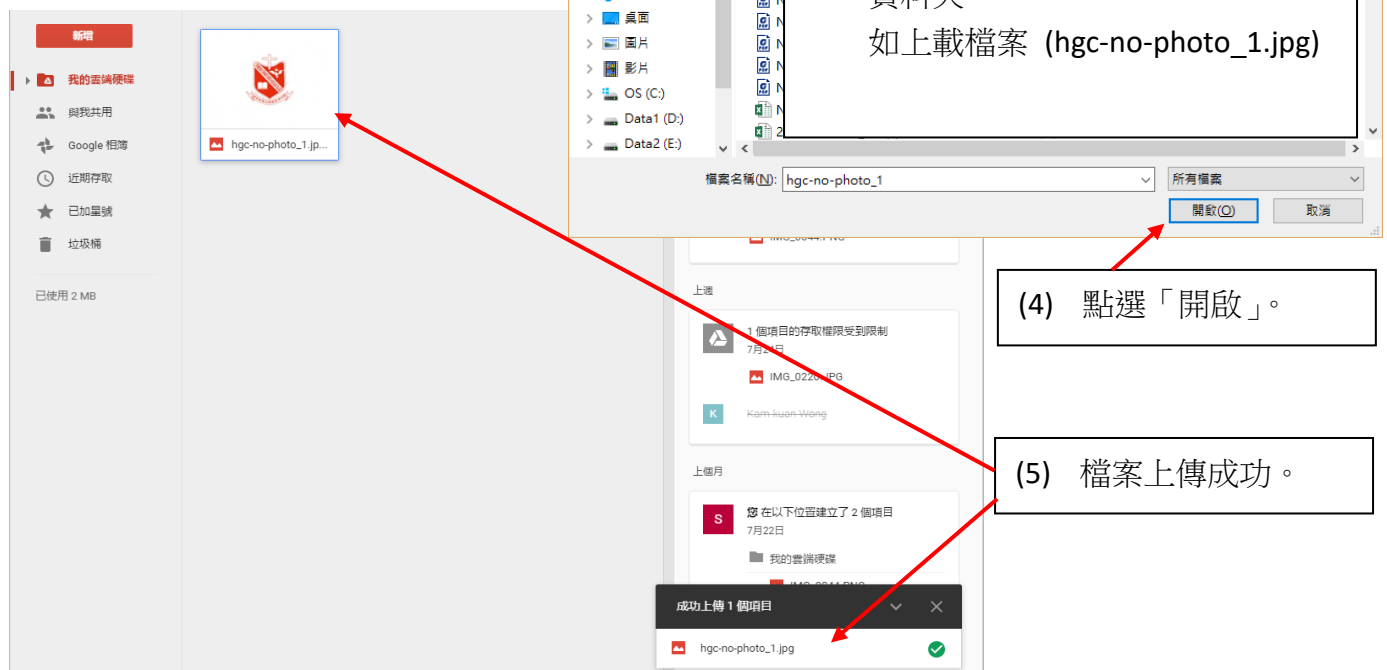 新增
我的雲端硬碟
與我共用
Google 相簿
近期存取
已加星號
垃圾桶
已使用 2 MB
hgc-no-photo_1.jp...
桌面
圖片
影片
OS (C:)
Data1 (D:)
Data2 (E:)
如上載檔案 (hgc-no-photo_1.jpg)
檔案名稱(N): hgc-no-photo_1
所有檔案
開啟(O)
取消
(4) 點選「開啟」。
上週
1 個項目的存取權限受到限制
7月24日
IMG_0220.JPG
K
Kam kuan Wong
(5) 檔案上傳成功。
上個月
S
您 在以下位置建立了 2 個項目
7月22日
我的雲端硬碟
成功上傳 1 個項目
hgc-no-photo_1.jpg